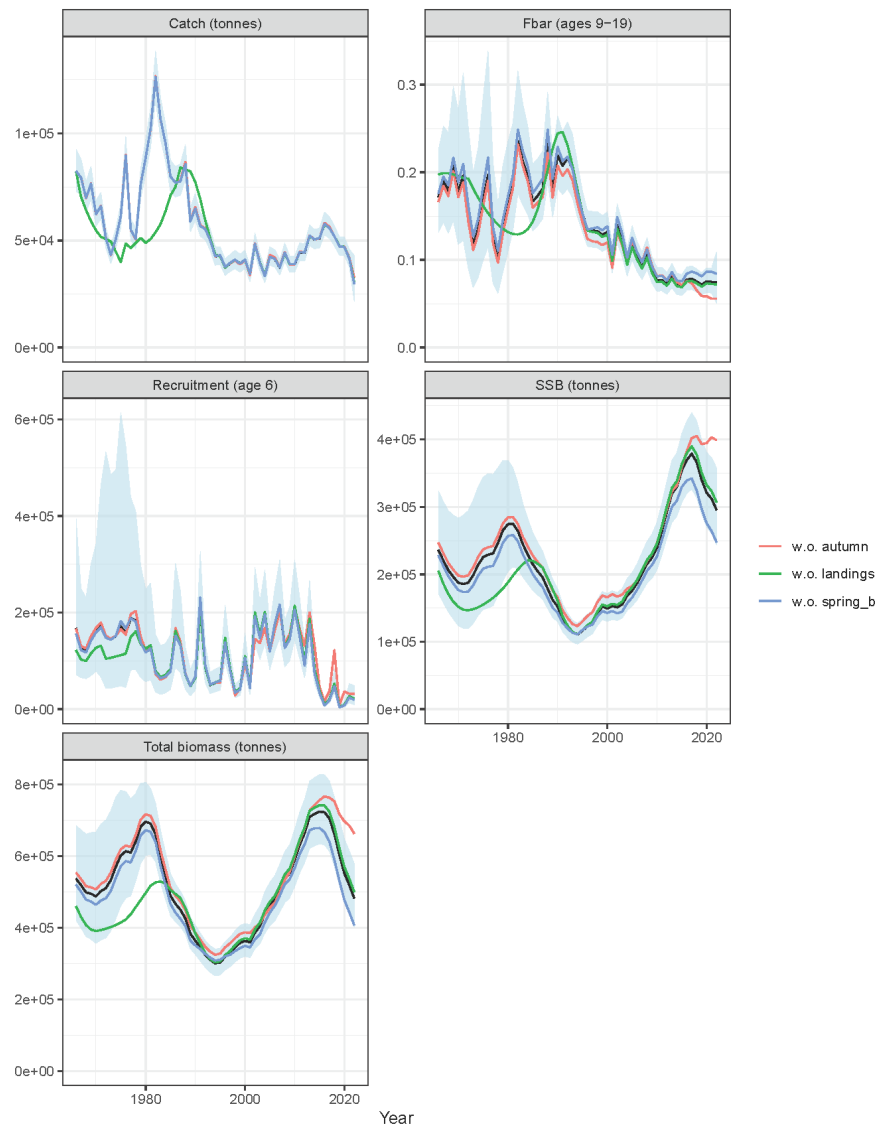 Catch (tonnes)
Fbar (ages 9−19)
1e+05
5e+04
0e+00
0.3
0.2
0.1
0.0
Recruitment (age 6)
SSB (tonnes)
6e+05
4e+05
2e+05
0e+00
4e+05
3e+05
2e+05
1e+05
0e+00
1980
2000
2020
w.o. autumn
w.o. landings
w.o. spring_b
Total biomass (tonnes)
8e+05
6e+05
4e+05
2e+05
0e+00
1980
2000
2020
Year